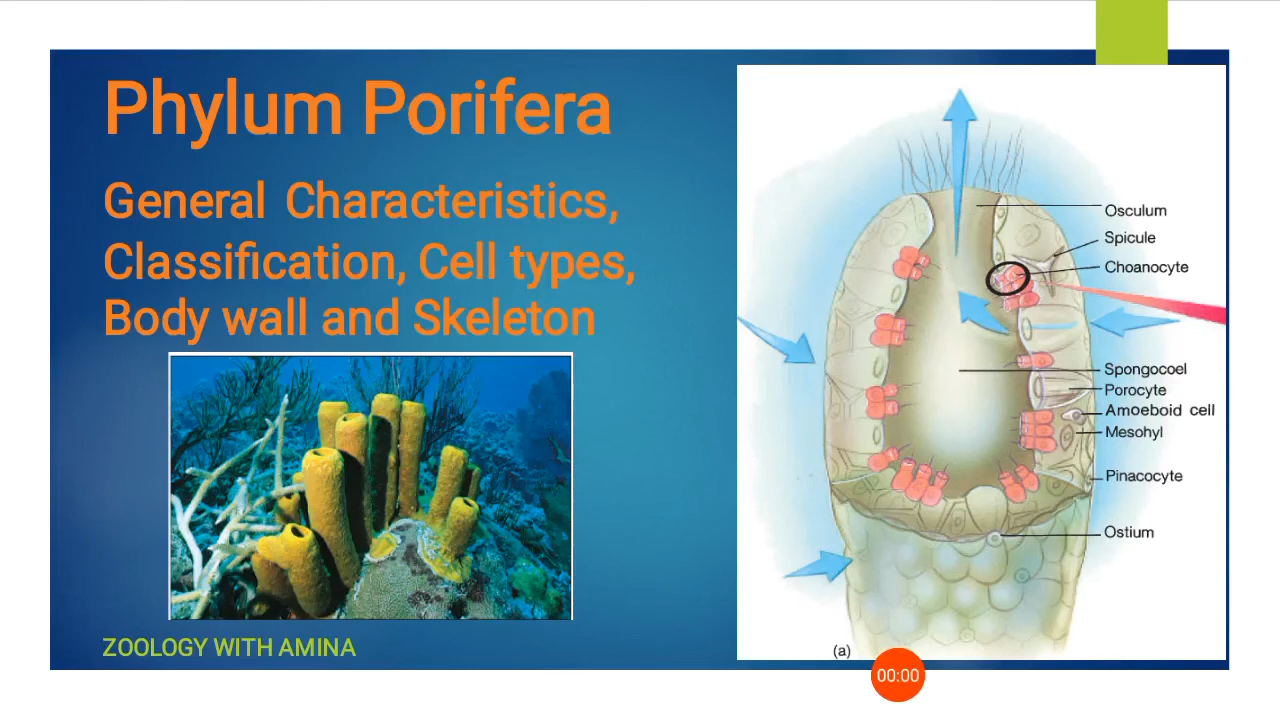 Phylum Porifera
General Characteristics,
Classification, Cell types,
Body wall and Skeleton
ZOOLOGY WITH AMINA
Osculum
Spicule
Choanocyte
Spongocoel
Porocyte
Amoeboid cell
Mesohyl
Pinacocyte
Ostium
(a)
00:00